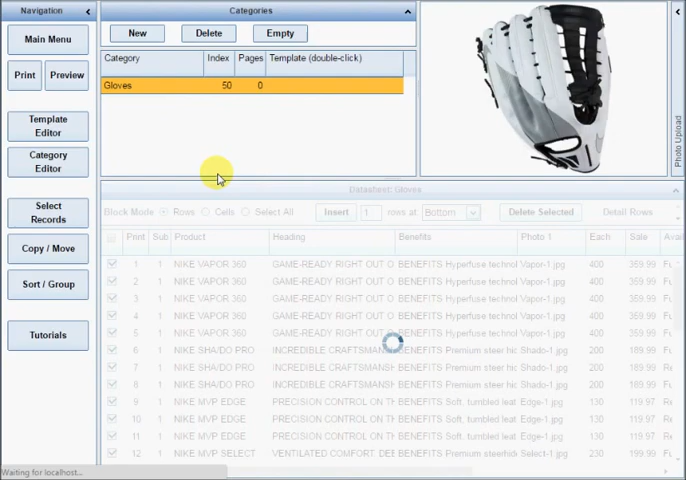 Navigation
Main Menu
Print Preview
Template
Editor
Category
Editor
Select
Records
Copy / Move
Sort / Group
Tutorials
Categories
New Delete Empty
Category Index Pages Template (double-click)
Gloves 50 0
Photo Upload
Datasheet: Gloves
Block Mode Rows Cells Select All Insert 1 rows at Bottom Delete Selected Detail Rows
Print Sub Product Heading Benefits Photo 1 Each Sale Avai
1 1 NIKE VAPOR 360 GAME-READY RIGHT OUT O BENEFITS Hyperfuse technol Vapor-1.jpg 400 359.99 Fu
2 1 NIKE VAPOR 360 GAME-READY RIGHT OUT O BENEFITS Hyperfuse technol Vapor-1.jpg 400 359.99 Fu
3 1 NIKE VAPOR 360 GAME-READY RIGHT OUT O BENEFITS Hyperfuse technol Vapor-1.jpg 400 359.99 Fu
4 1 NIKE VAPOR 360 GAME-READY RIGHT OUT O BENEFITS Hyperfuse technol Vapor-1.jpg 400 359.99 Fu
5 1 NIKE VAPOR 360 GAME-READY RIGHT OUT O BENEFITS Hyperfuse technol Vapor-1.jpg 400 359.99 Fu
6 1 NIKE SHA/DO PRO INCREDIBLE CRAFTSMANSH BENEFITS Premium steer hid Shado-1.jpg 200 189.99
7 1 NIKE SHA/DO PRO INCREDIBLE CRAFTSMANSH BENEFITS Premium steer hid Shado-1.jpg 200 189.99
8 1 NIKE SHA/DO PRO INCREDIBLE CRAFTSMANSH BENEFITS Premium steer hid Shado-1.jpg 200 189.99
9 1 NIKE MVP EDGE PRECISION CONTROL ON TH BENEFITS Soft, tumbled leat Edge-1.jpg 130 119.97
10 1 NIKE MVP EDGE PRECISION CONTROL ON TH BENEFITS Soft, tumbled leat Edge-1.jpg 130 119.97
11 1 NIKE MVP EDGE PRECISION CONTROL ON TH BENEFITS Soft, tumbled leat Edge-1.jpg 130 119.97
12 1 NIKE MVP SELECT VENTILATED COMFORT, DEE BENEFITS Premium steerhide Select-1.jpg 230 199.99
Waiting for localhost...